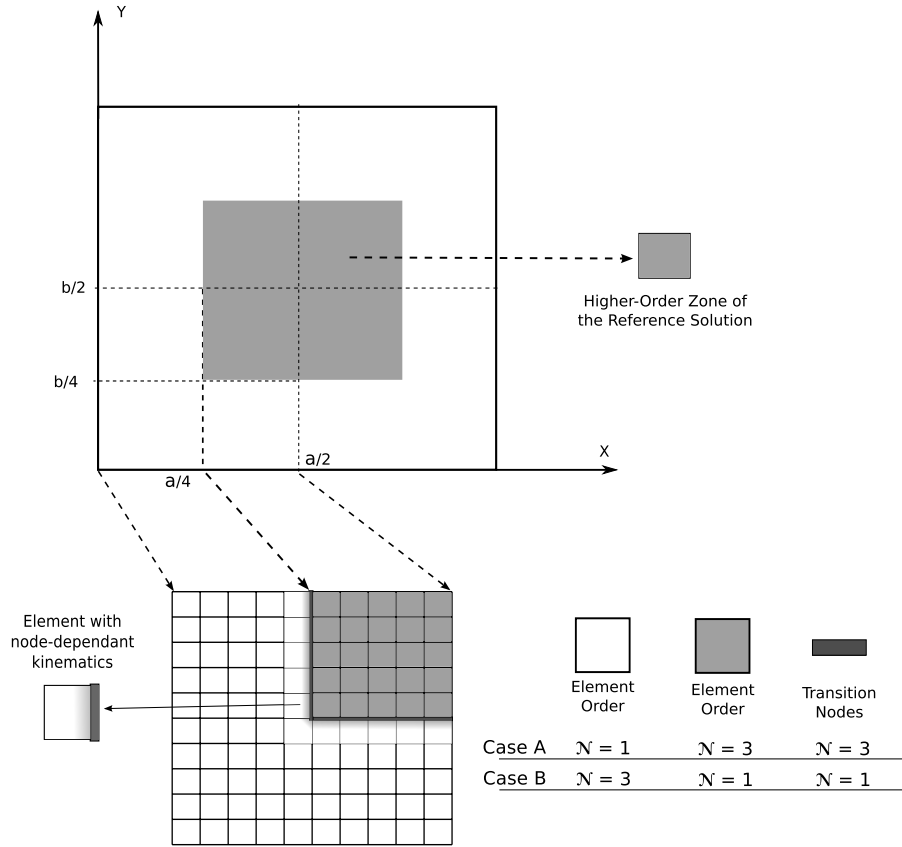 Y
b/2
Higher-Order Zone of
the Reference Solution
b/4
X
a/2
a/4
Element with
node-dependant
kinematics
Element
Order
Element
Order
Transition
Nodes
Case A 𝒩 = 1 𝒩 = 3 𝒩 = 3
Case B 𝒩 = 3 𝒩 = 1 𝒩 = 1